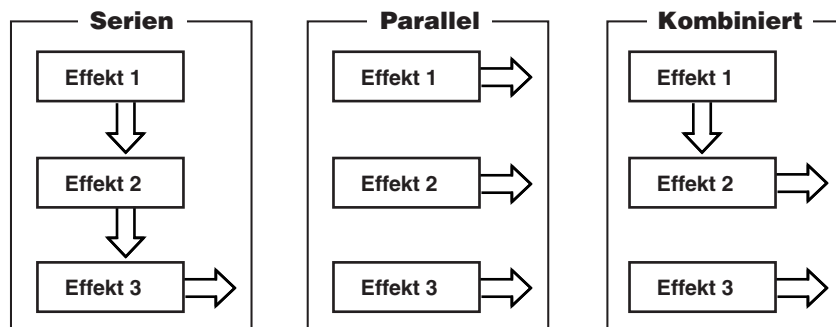 Serien
Effekt 1
Effekt 2
Effekt 3
Parallel
Effekt 1
Effekt 2
Effekt 3
Kombiniert
Effekt 1
Effekt 2
Effekt 3